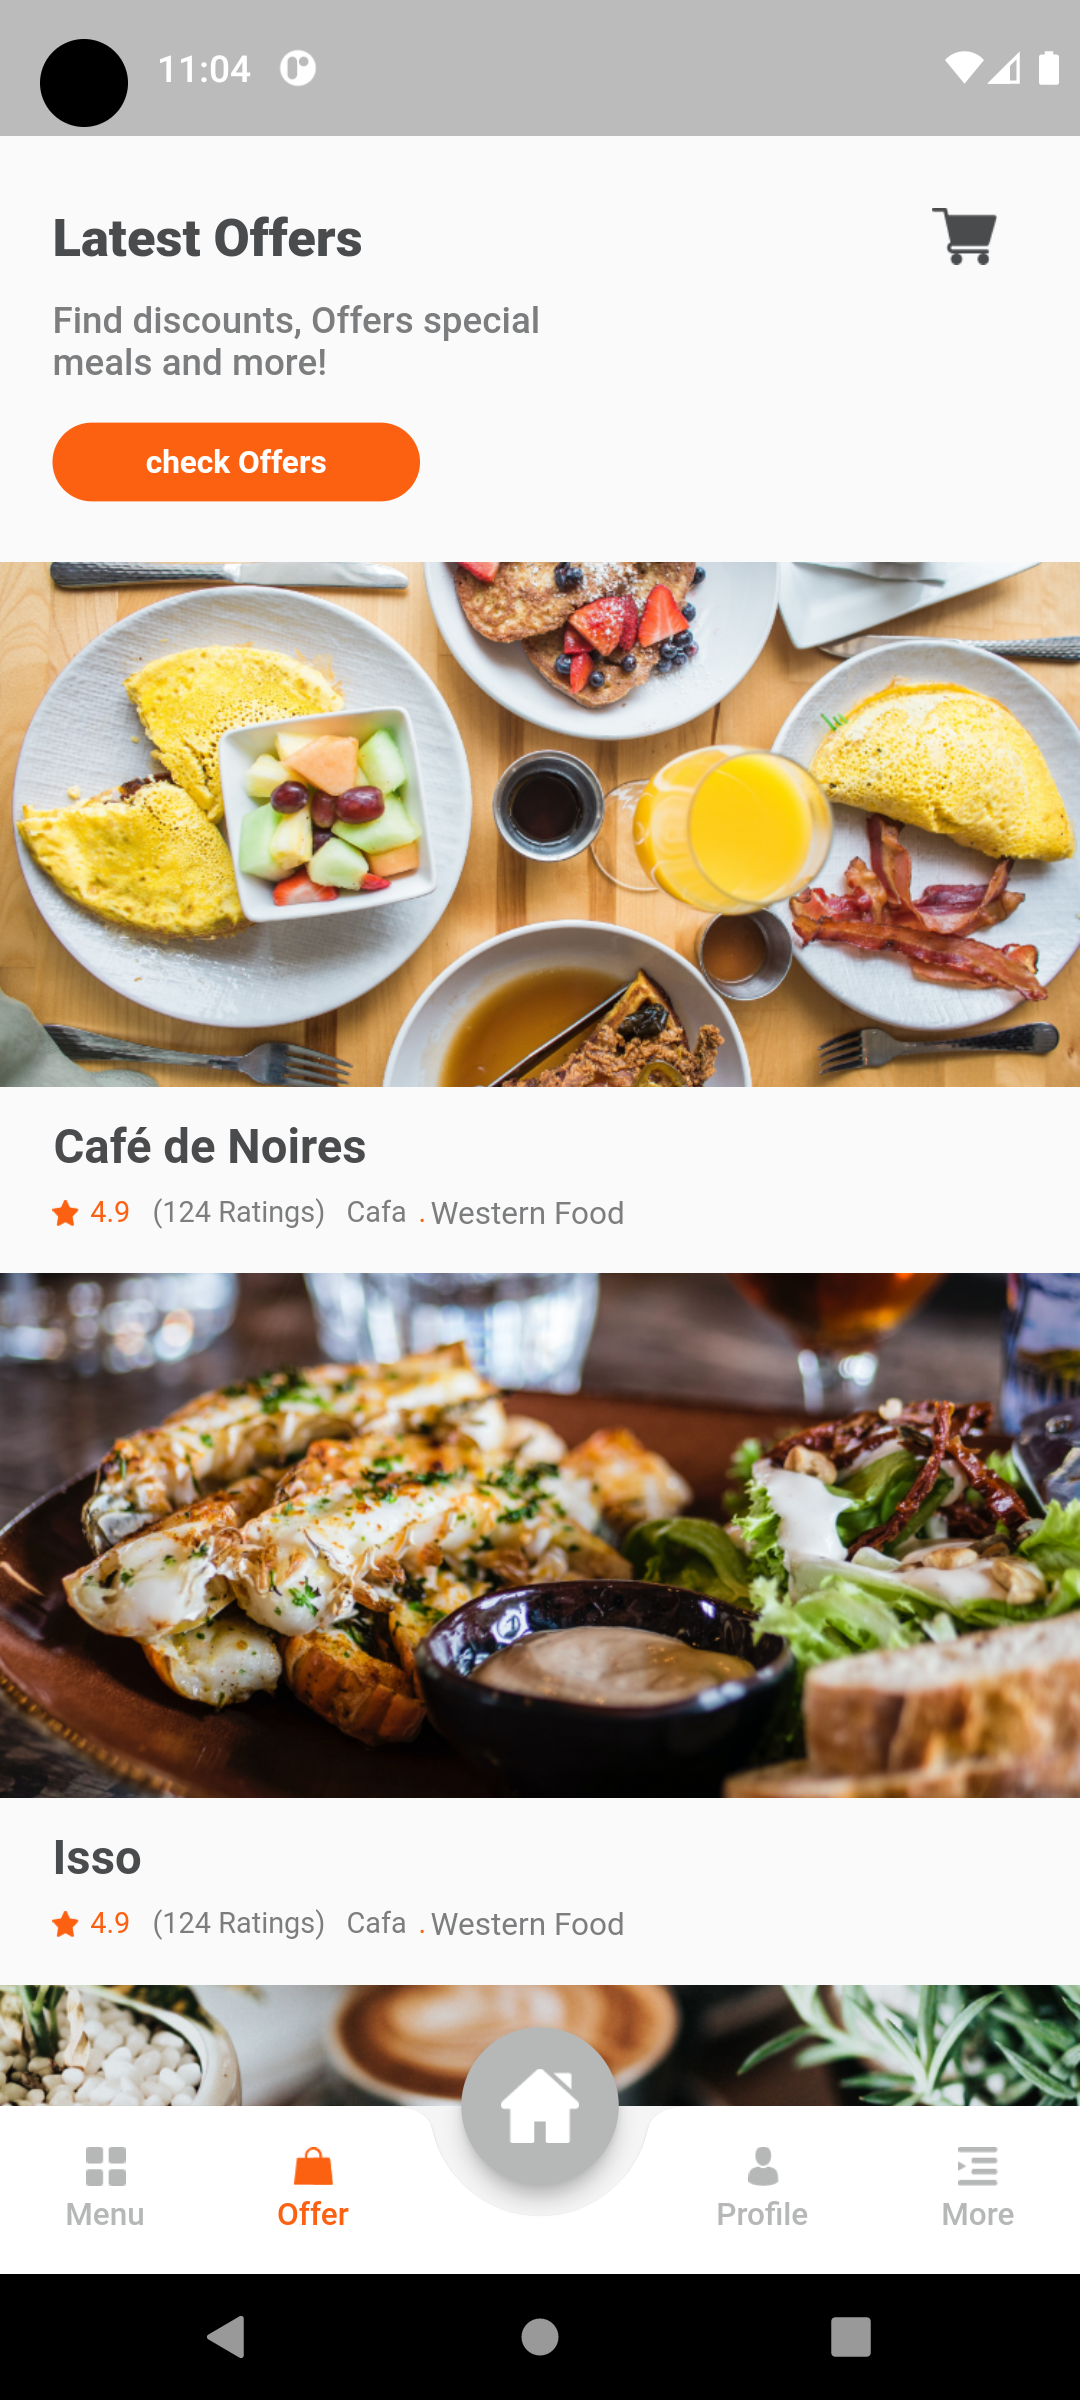 11:04
Latest Offers
Find discounts, Offers special
meals and more!
check Offers
Café de Noires
4.9 (124 Ratings) Cafa . Western Food
Isso
4.9 (124 Ratings) Cafa . Western Food
Menu
Offer
Profile
More